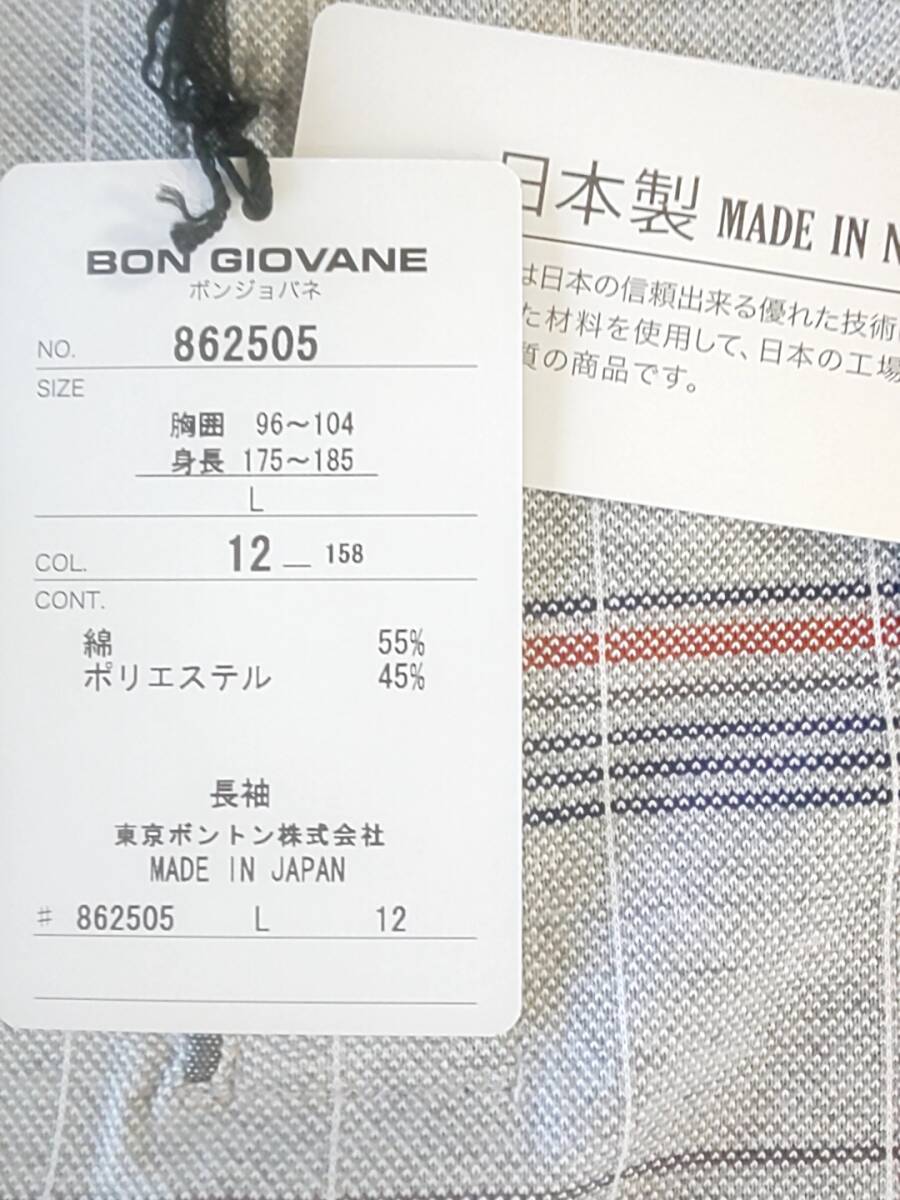 BON GIOVANE
ボンジョバネ
NO. 862505
SIZE
胸囲 96～104
身長 175～185
L
COL. 12 _ 158
CONT.
綿 55%
ポリエステル 45%
長袖
東京ボントン株式会社
MADE IN JAPAN
# 862505 L 12
日本製 MADE IN N
は日本の信頼出来る優れた技術
た材料を使用して、日本の工場
質の商品です。